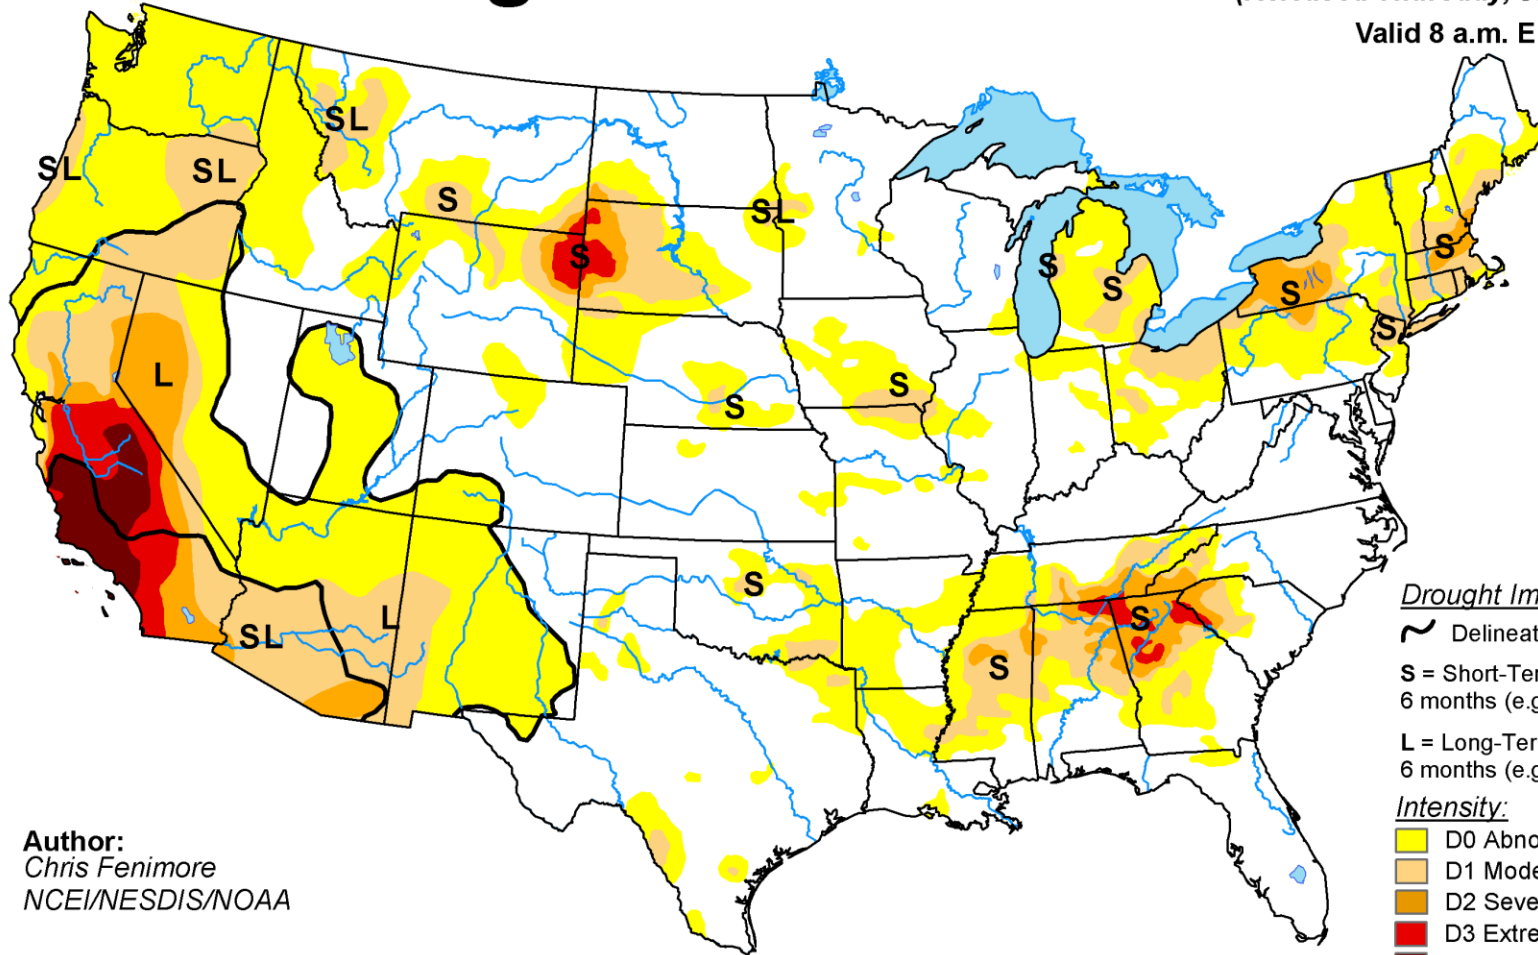 Valid 8 a.m. E
SL
SL
SL
S
SL
S
S
S
S
S
S
L
S
S
S
L
SL
S
S
Drought Im
Delineat
S = Short-Ter
6 months (e.g
L = Long-Ter
6 months (e.g
Intensity:
D0 Abno
D1 Mode
D2 Seve
D3 Extre
Author:
Chris Fenimore
NCEI/NESDIS/NOAA